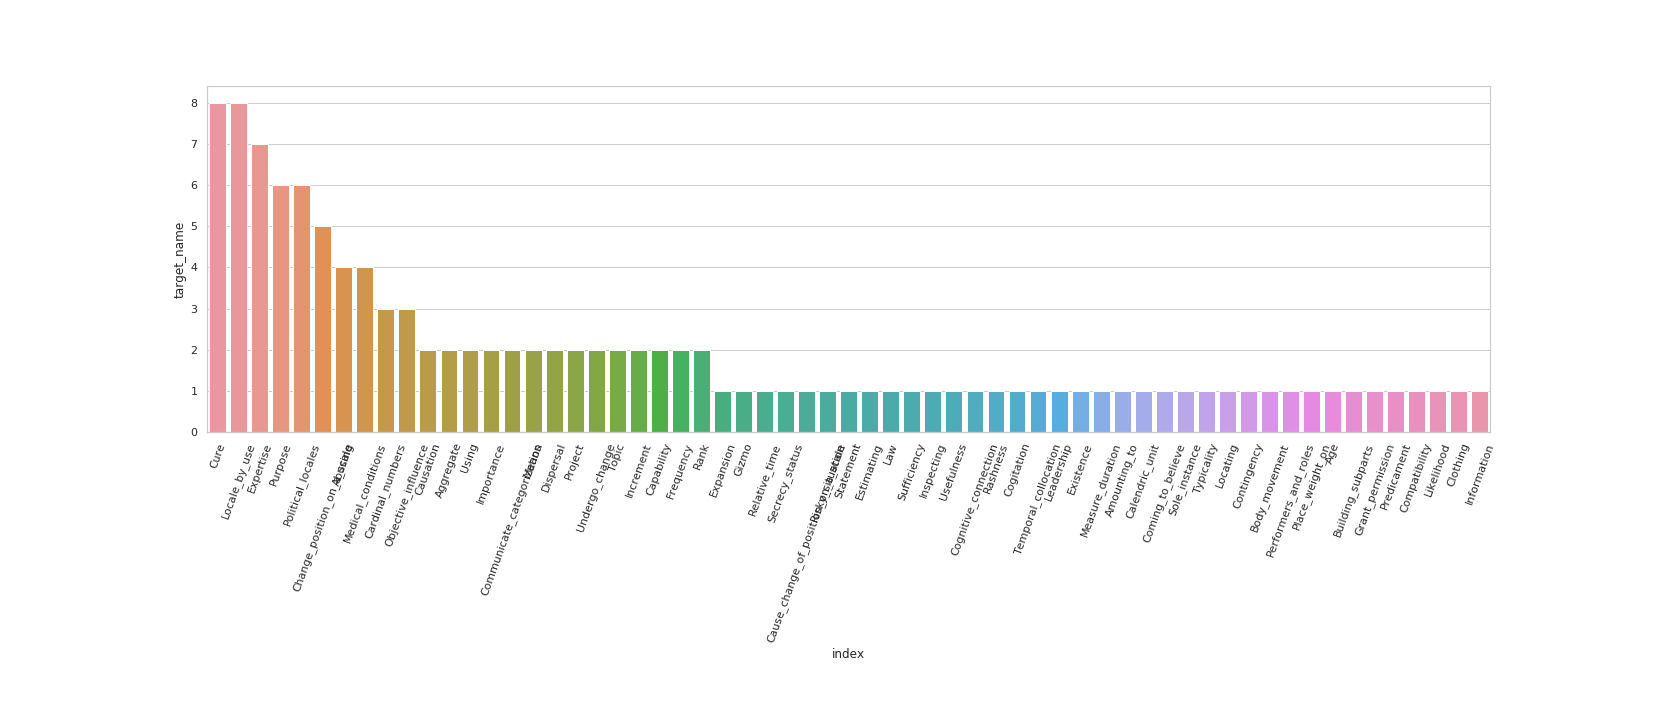 target_name
8
7
6
5
4
3
2
1
0
Cure
Locale_by_use
Expertise
Purpose
Political_locales
Change_position_on_a_scale
Medical_conditions
Cardinal_numbers
Objective_influence
Causation
Aggregate
Using
Importance
Communicate_categorization
Means
Dispersal
Project
Undergo_change
Topic
Increment
Capability
Frequency
Rank
Expansion
Gizmo
Relative_time
Secrecy_status
Cause_change_of_position_on_a_scale
Risky_situation
Statement
Estimating
Law
Sufficiency
Inspecting
Usefulness
Cognitive_connection
Rashness
Cogitation
Temporal_collocation
Leadership
Existence
Measure_duration
Amounting_to
Calendric_unit
Coming_to_believe
Sole_instance
Typicality
Locating
Contingency
Body_movement
Performers_and_roles
Place_weight_on
Age
Building_subparts
Grant_permission
Predicament
Compatibility
Likelihood
Clothing
Information
index